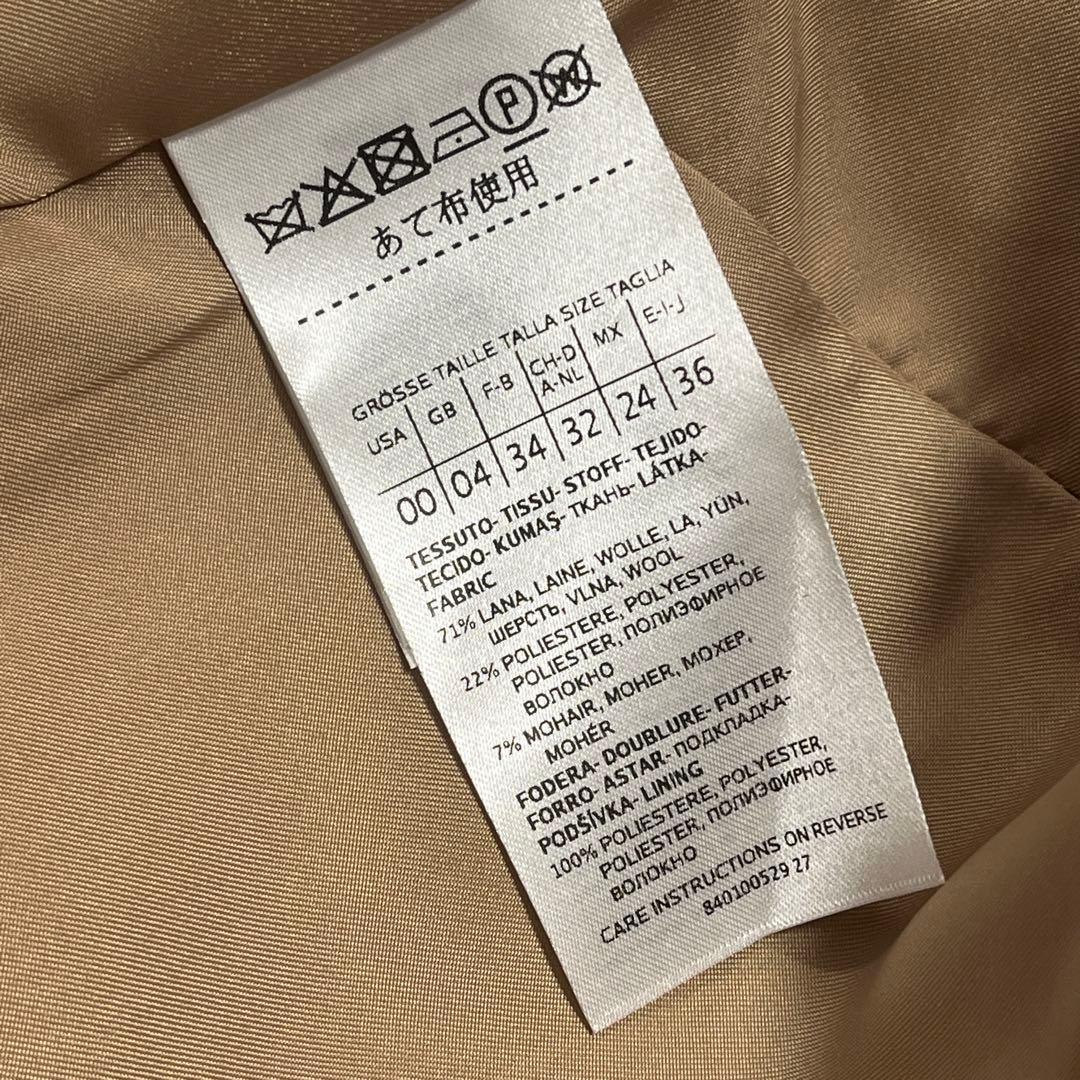 P W
あて布使用
GRÖSSE TAILLE TALLA SIZE TAGLIA
USA GB F-B CH-D A-NL MX E-I-J
00 04 34 32 24 36
TESSUTO- TISSU- STOFF- TEJIDO-
TECIDO- KUMAŞ- ТКАНЬ- LÁTKA-
FABRIC
71% LANA, LAINE, WOLLE, LA, YÜN,
ШЕРСТЬ, VLNA, WOOL
22% POLIESTERE, POLYESTER,
POLIESTER, ПОЛИЭФИРНОЕ
ВОЛОКНО
7% MOHAIR, MOHER, МОХЕР,
MOHÉR
FODERA- DOUBLURE- FUTTER-
FORRO- ASTAR- ПОДКЛАДКА-
PODŠÍVKA- LINING
100% POLIESTERE, POLYESTER,
POLIESTER, ПОЛИЭФИРНОЕ
ВОЛОКНО
CARE INSTRUCTIONS ON REVERSE
840100529 27